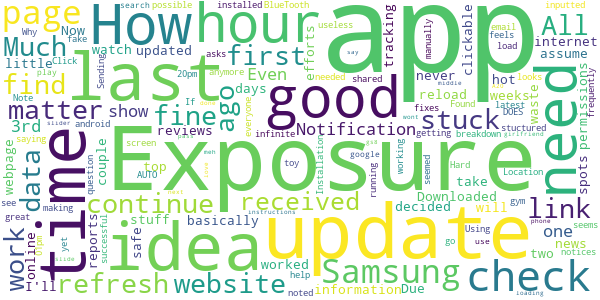 page How hour app All
possible installed BlueTooth search email inputted
Why Now fake play useless say feels load
Much watch updated asks anymore Click
last first efforts tracking manually clickable internet assume
find little Even never hot
matter show fine ago days good stuck reload weeks waste need
Note android If Sending couple 20pm needed shared Found fixes frequently latest DOES
3rd reviews infinite everyone Notification permissions
time data Exposure spots
webpage saying slider screen AUTO question top breakdown stuctured girlfriend
continue received link
stuff basically decided Downloaded will one
work online reports yet safe idea update news two
see great making I'll successful worked help instructions information Due noted
refresh website Samsung check
toy google running Installation getting seemed working middle Hard take Using use Location gym go phone seems notices wont loading